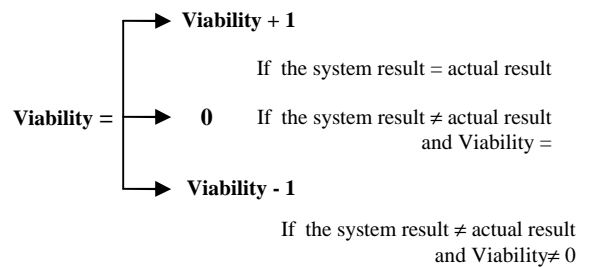 Viability + 1
If the system result = actual result
Viability = 0 If the system result ≠ actual result
and Viability =
Viability - 1
If the system result ≠ actual result
and Viability≠ 0